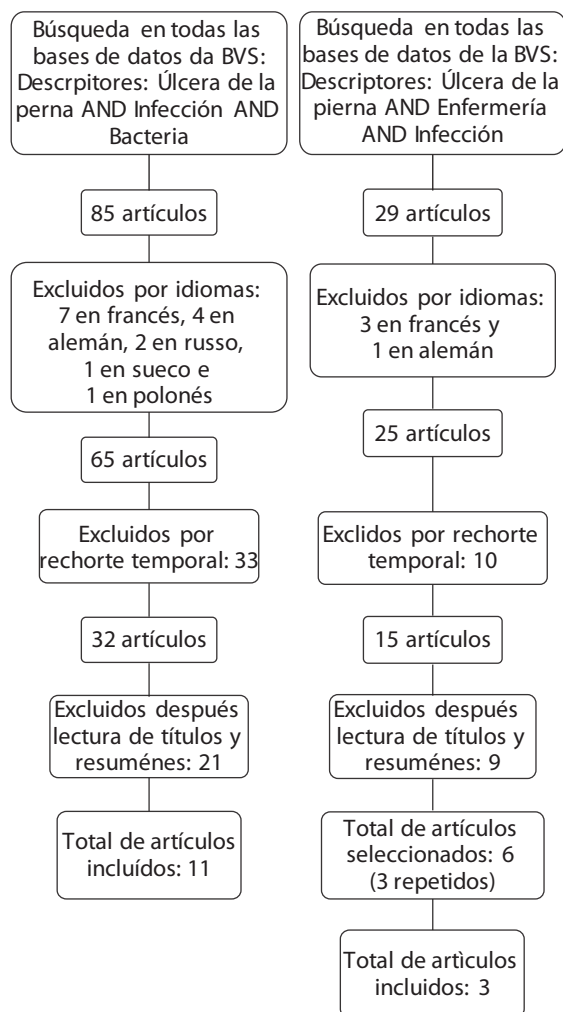 Búsqueda en todas las
bases de datos da BVS:
Descrpitores: Úlcera de la
perna AND Infección AND
Bacteria
85 artículos
Excluidos por idiomas:
7 en francés, 4 en
alemán, 2 en russo,
1 en sueco e
1 en polonés
65 artículos
Excluidos por
rechorte temporal: 33
32 artículos
Excluidos después
lectura de títulos y
resuménes: 21
Total de artículos
incluídos: 11
Búsqueda en todas las
bases de datos de la BVS:
Descriptores: Úlcera de la
pierna AND Enfermería
AND Infección
29 artículos
Excluidos por idiomas:
3 en francés y
1 en alemán
25 artículos
Exclidos por rechorte
temporal: 10
15 artículos
Excluidos después
lectura de títulos y
resuménes: 9
Total de artículos
seleccionados: 6
(3 repetidos)
Total de artìculos
incluidos: 3